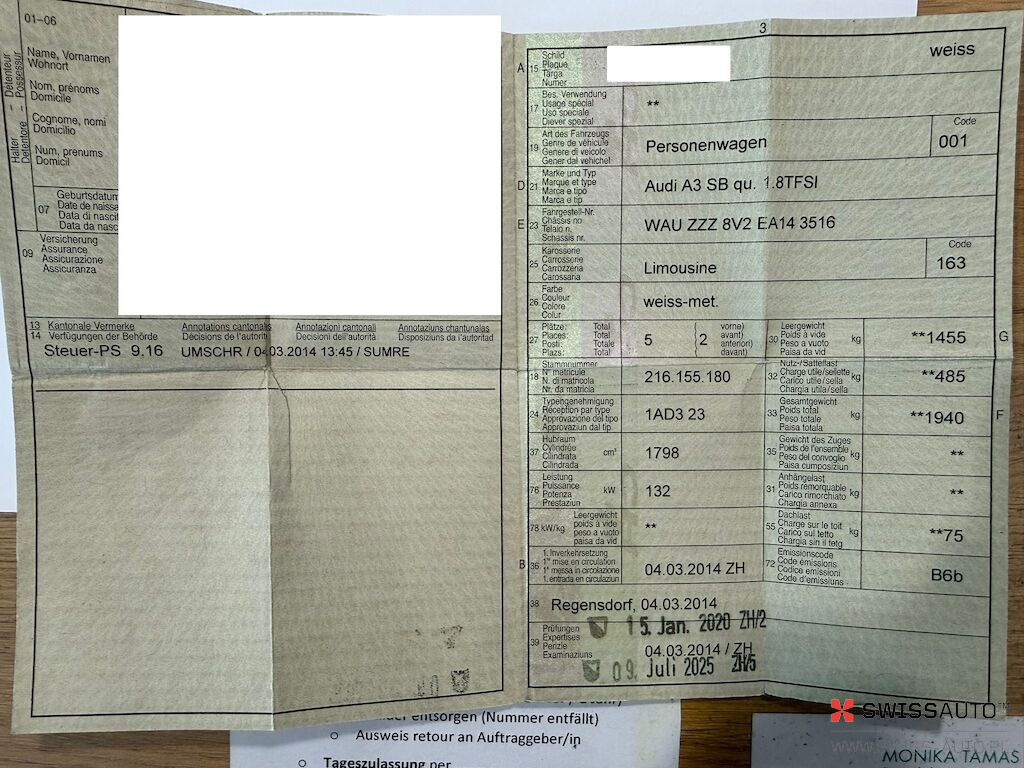 01–06
Detenteur
Possessur
Halter
Detentore
Name, Vornamen
Wohnort
Nom, prénoms
Domicile
Cognome, nomi
Domicilio
Num, prenums
Domicil
07
Geburtsdatum
Date de naissa
Data di nascit
Data da nasc
09
Versicherung
Assurance
Assicurazione
Assicuranza
13 Kantonale Vermerke Annotations cantonales Annotazioni cantonali Annotaziuns chantunalas
14 Verfügungen der Behörde Décisions de l'autorité Decisioni dell'autorità Disposiziuns da l'autoritad
Steuer-PS 9.16 UMSCHR / 04.03.2014 13:45 / SUMRE
3
A 15
Schild
Plaque
Targa
Numer
weiss
17
Bes. Verwendung
Usage spécial
Uso speciale
Diever spezial
**
19
Art des Fahrzeugs
Genre de véhicule
Genere di veicolo
Gener dal vehichel
Personenwagen
Code
001
D 21
Marke und Typ
Marque et type
Marca e tipo
Marca e tip
Audi A3 SB qu. 1.8TFSI
E 23
Fahrgestell-Nr.
Châssis no
Telaio n.
Schassis nr.
WAU ZZZ 8V2 EA14 3516
25
Karosserie
Carrosserie
Carrozzeria
Carossaria
Limousine
Code
163
26
Farbe
Couleur
Colore
Colur
weiss-met.
27
Plätze: Total
Places: Total
Posti: Totale
Plazs: Total
5
(2
vorne)
avant)
anteriori)
davant)
30
Leergewicht
Poids à vide
Peso a vuoto
Paisa da vid
kg
**1455
G
18
Stammnummer
N° matricule
N. di matricola
Nr. da matricla
216.155.180
32
Nutz-/Sattellast
Charge utile/sellette
Carico utile/sella
Chargia utila/sella
kg
**485
24
Typengenehmigung
Réception par type
Approvazione del tipo
Approvaziun dal tip
1AD3 23
33
Gesamtgewicht
Poids total
Peso totale
Paisa totala
kg
**1940
F
37
Hubraum
Cylindrée
Cilindrata
Cilindrada
cm³
1798
35
Gewicht des Zuges
Poids de l'ensemble
Peso del convoglio
Paisa cumposiziun
kg
**
76
Leistung
Puissance
Potenza
Prestaziun
kW
132
31
Anhängelast
Poids remorquable
Carico rimorchiato
Chargia annexa
kg
**
78 kW/kg
Leergewicht
poids à vide
peso a vuoto
paisa da vid
**
55
Dachlast
Charge sur le toit
Carico sul tetto
Chargia sin il tetg
kg
**75
B 36
1. Inverkehrsetzung
1re mise en circulation
1a messa in circolazione
1. entrada en circulaziun
04.03.2014 ZH
72
Emissionscode
Code émissions
Codice emissioni
Code d'emissiuns
B6b
38
Regensdorf, 04.03.2014
39
Prüfungen
Expertises
Perizie
Examinaziuns
15. Jan. 2020 ZH/2
04.03.2014 / ZH
09. Juli 2025 ZH/5
entsorgen (Nummer entfällt)
o Ausweis retour an Auftraggeber/in
o Tageszulassung per
SWISSAUTO
MONIKA TAMAS